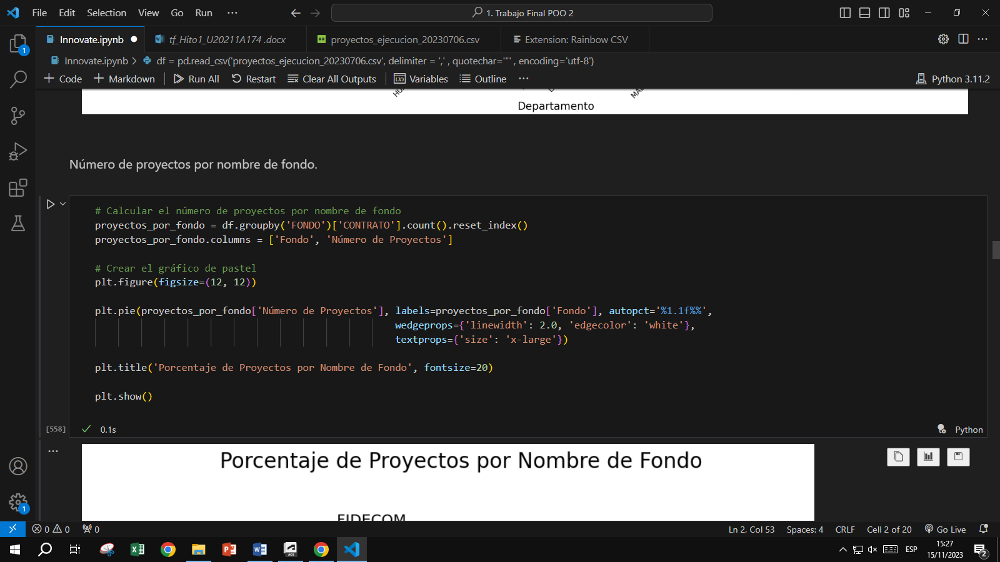 File Edit Selection View Go Run ···
1. Trabajo Final POO 2
Innovate.ipynb
tf_Hito1_U20211A174 .docx
proyectos_ejecucion_20230706.csv
Extension: Rainbow CSV
Innovate.ipynb > df = pd.read_csv('proyectos_ejecucion_20230706.csv', delimiter = ',' , quotechar='"' , encoding='utf-8')
+ Code + Markdown Run All Restart Clear All Outputs Variables Outline ··· Python 3.11.2
Departamento
Número de proyectos por nombre de fondo.
# Calcular el número de proyectos por nombre de fondo
proyectos_por_fondo = df.groupby('FONDO')['CONTRATO'].count().reset_index()
proyectos_por_fondo.columns = ['Fondo', 'Número de Proyectos']
# Crear el gráfico de pastel
plt.figure(figsize=(12, 12))
plt.pie(proyectos_por_fondo['Número de Proyectos'], labels=proyectos_por_fondo['Fondo'], autopct='%1.1f%%',
wedgeprops={'linewidth': 2.0, 'edgecolor': 'white'},
textprops={'size': 'x-large'})
plt.title('Porcentaje de Proyectos por Nombre de Fondo', fontsize=20)
plt.show()
[558] 0.1s Python
Porcentaje de Proyectos por Nombre de Fondo
FIDECOM
0 0 0 Ln 2, Col 53 Spaces: 4 CRLF Cell 2 of 20 Go Live
ESP
15:27
15/11/2023
2